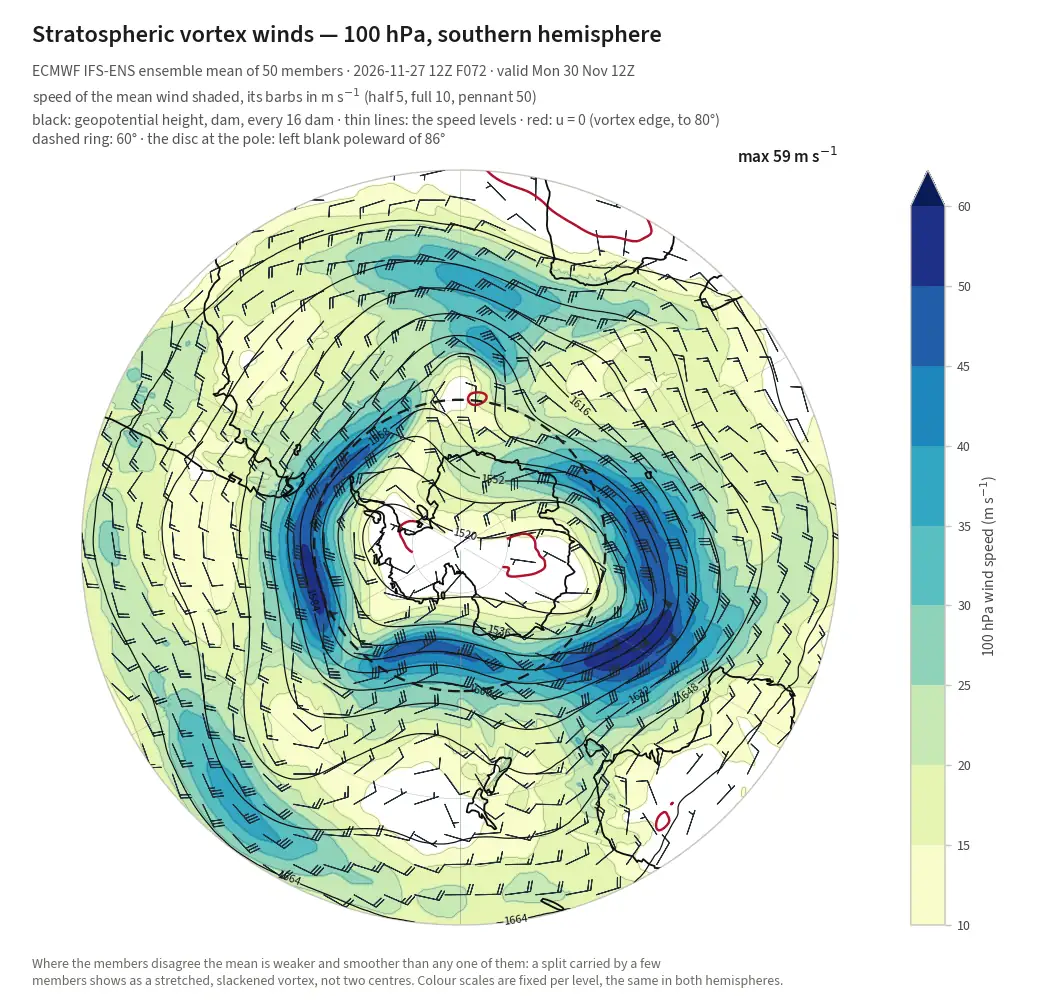 Stratospheric vortex winds — 100 hPa, southern hemisphere
ECMWF IFS-ENS ensemble mean of 50 members · 2026-11-27 12Z F072 · valid Mon 30 Nov 12Z
speed of the mean wind shaded, its barbs in m s⁻¹ (half 5, full 10, pennant 50)
black: geopotential height, dam, every 16 dam · thin lines: the speed levels · red: u = 0 (vortex edge, to 80°)
dashed ring: 60° · the disc at the pole: left blank poleward of 86°
max 59 m s⁻¹
60
50
45
40
35
30
25
20
15
10
100 hPa wind speed (m s⁻¹)
1616
1552
1520
1536
1648
1664
1664
Where the members disagree the mean is weaker and smoother than any one of them: a split carried by a few
members shows as a stretched, slackened vortex, not two centres. Colour scales are fixed per level, the same in both hemispheres.